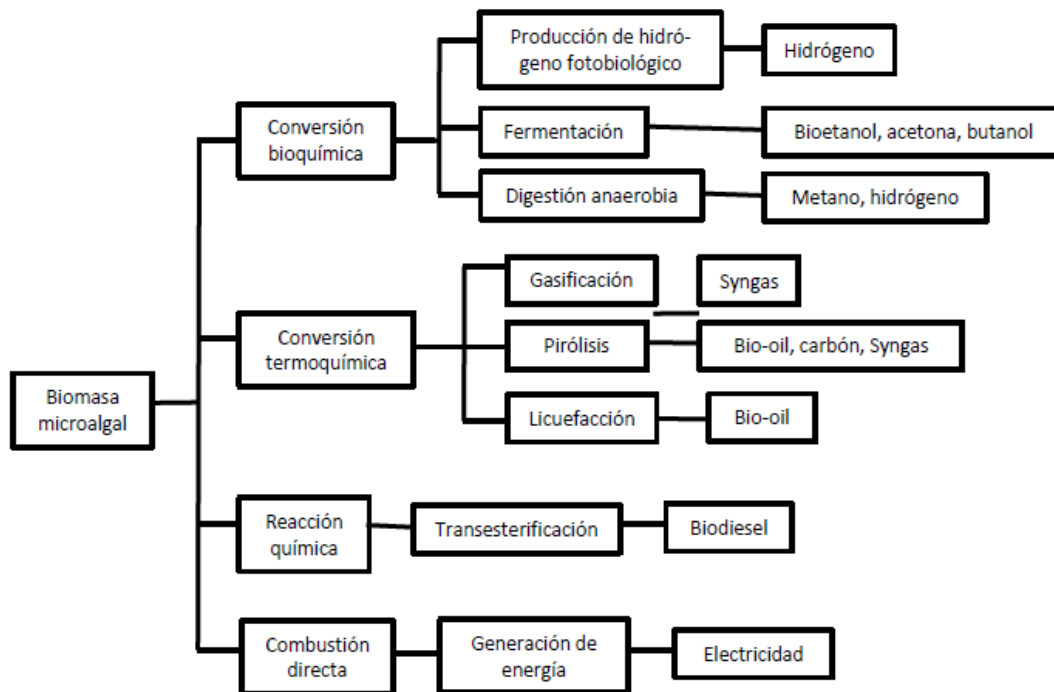 Producción de hidró-
geno fotobiológico
Hidrógeno
Conversión
bioquímica
Fermentación
Bioetanol, acetona, butanol
Digestión anaerobia
Metano, hidrógeno
Gasificación
Syngas
Conversión
termoquímica
Pirólisis
Bio-oil, carbón, Syngas
Biomasa
microalgal
Licuefacción
Bio-oil
Reacción
química
Transesterificación
Biodiesel
Combustión
directa
Generación de
energía
Electricidad